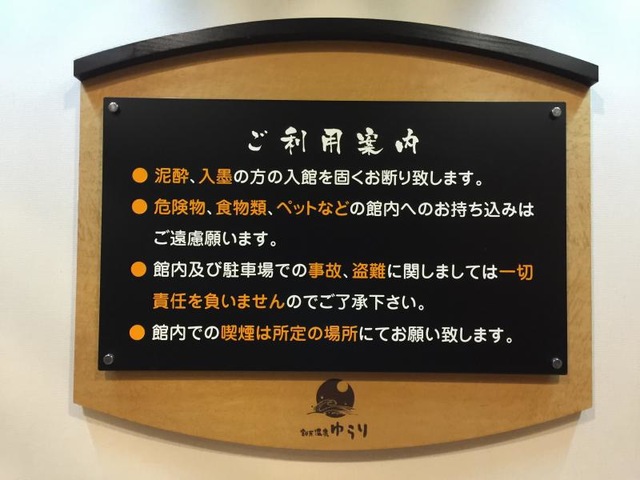 ご利用案内
●泥酔、入墨の方の入館を固くお断り致します。
●危険物、食物類、ペットなどの館内へのお持ち込みは
ご遠慮願います。
●館内及び駐車場での事故、盗難に関しましては一切
責任を負いませんのでご了承下さい。
●館内での喫煙は所定の場所にてお願い致します。
ゆらり